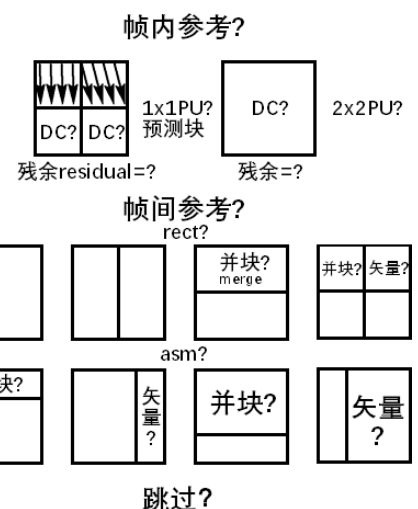 帧内参考?
DC? DC?
1x1PU?
预测块
DC?
2x2PU?
残余residual=?
残余=?
帧间参考?
rect?
并块?
merge
并块? 矢量?
asm?
块?
矢量?
并块?
矢量?
跳过?